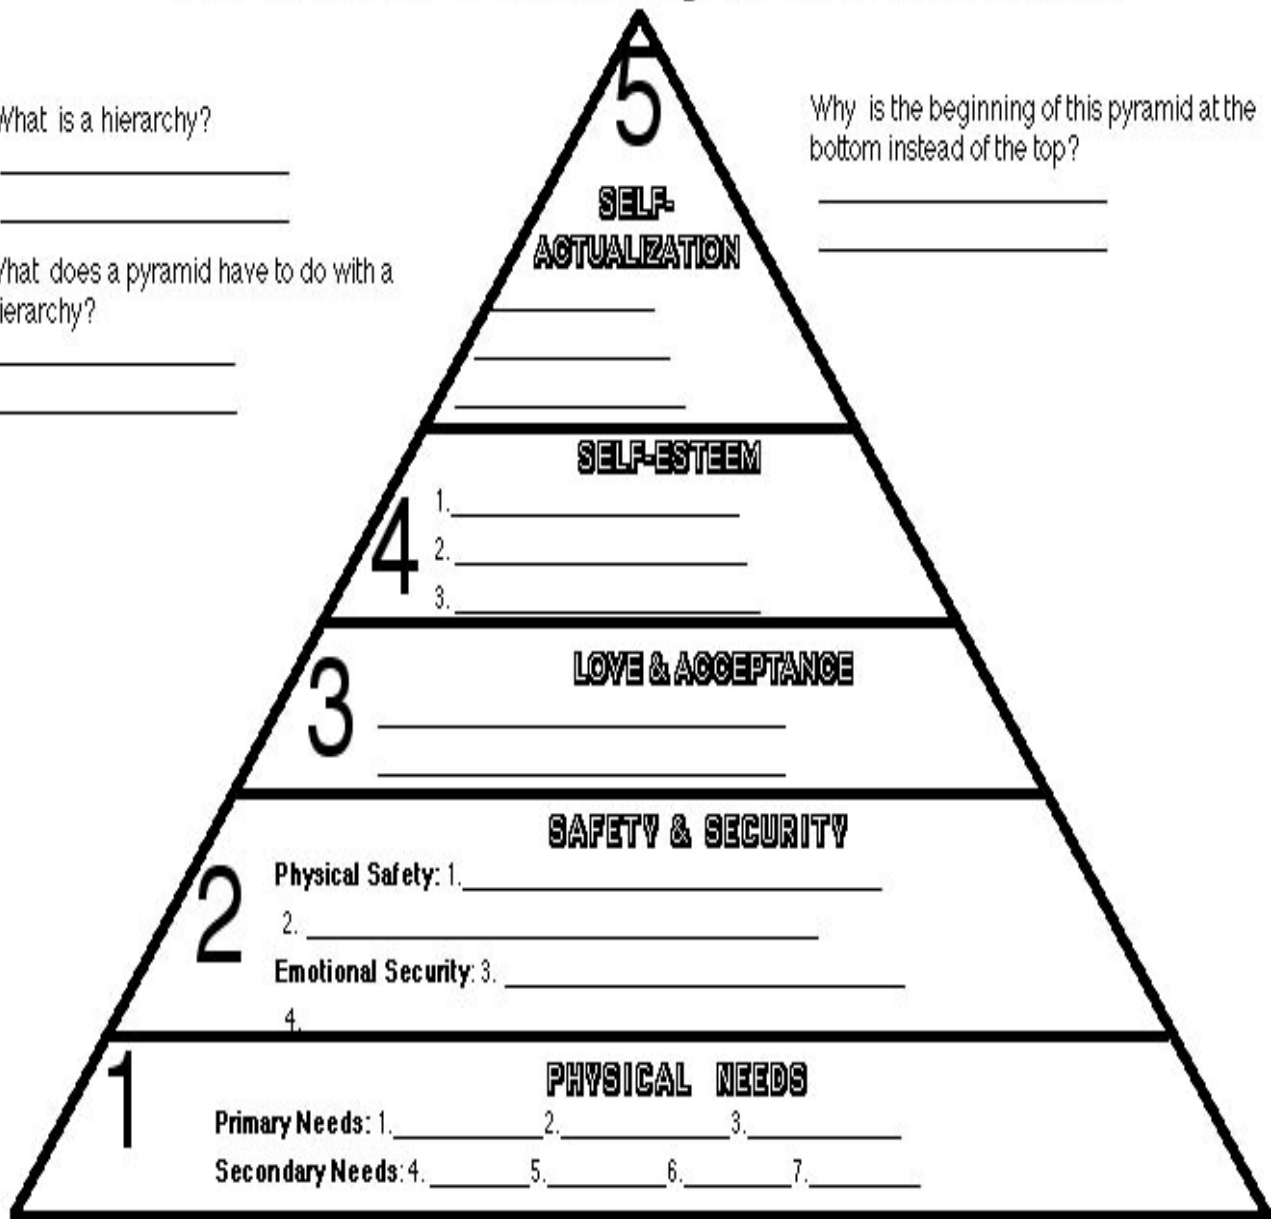 What is a hierarchy?
What does a pyramid have to do with a
hierarchy?
Why is the beginning of this pyramid at the
bottom instead of the top?
5
SELF-
ACTUALIZATION
4
SELF-ESTEEM
1.
2.
3.
3
LOVE & ACCEPTANCE
2
SAFETY & SECURITY
Physical Safety: 1.
2.
Emotional Security: 3.
4.
1
PHYSICAL NEEDS
Primary Needs: 1. 2. 3.
Secondary Needs: 4. 5. 6. 7.